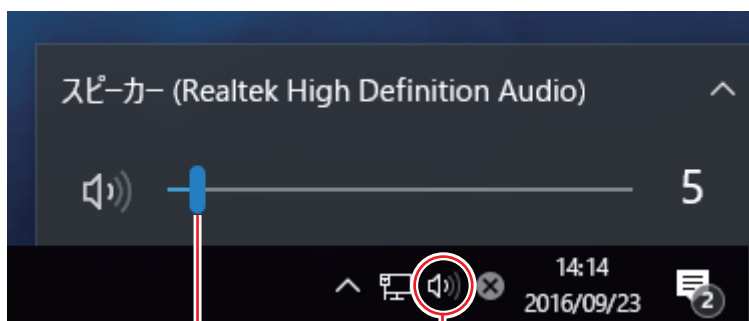 スピーカー (Realtek High Definition Audio)
5
14:14
2016/09/23
2